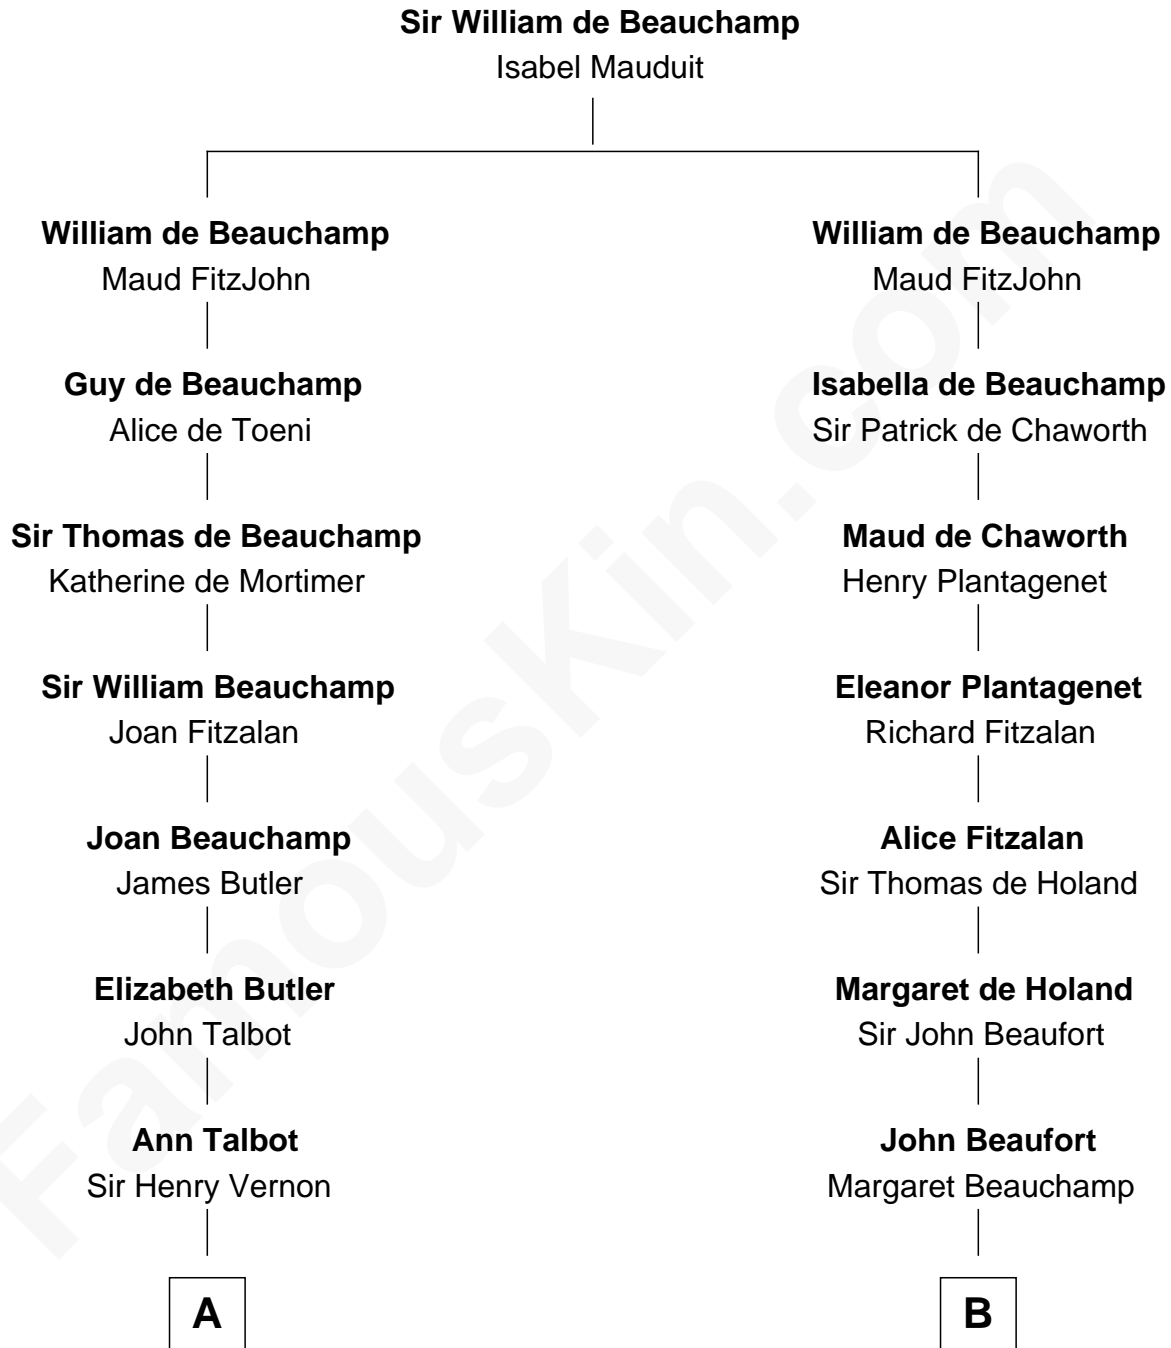 Sir William de Beauchamp
Isabel Mauduit
William de Beauchamp
Maud FitzJohn
William de Beauchamp
Maud FitzJohn
Guy de Beauchamp
Alice de Toeni
Isabella de Beauchamp
Sir Patrick de Chaworth
Sir Thomas de Beauchamp
Katherine de Mortimer
Maud de Chaworth
Henry Plantagenet
Sir William Beauchamp
Joan Fitzalan
Eleanor Plantagenet
Richard Fitzalan
Joan Beauchamp
James Butler
Alice Fitzalan
Sir Thomas de Holand
Elizabeth Butler
John Talbot
Margaret de Holand
Sir John Beaufort
Ann Talbot
Sir Henry Vernon
John Beaufort
Margaret Beauchamp
A
B
FamousKin.com